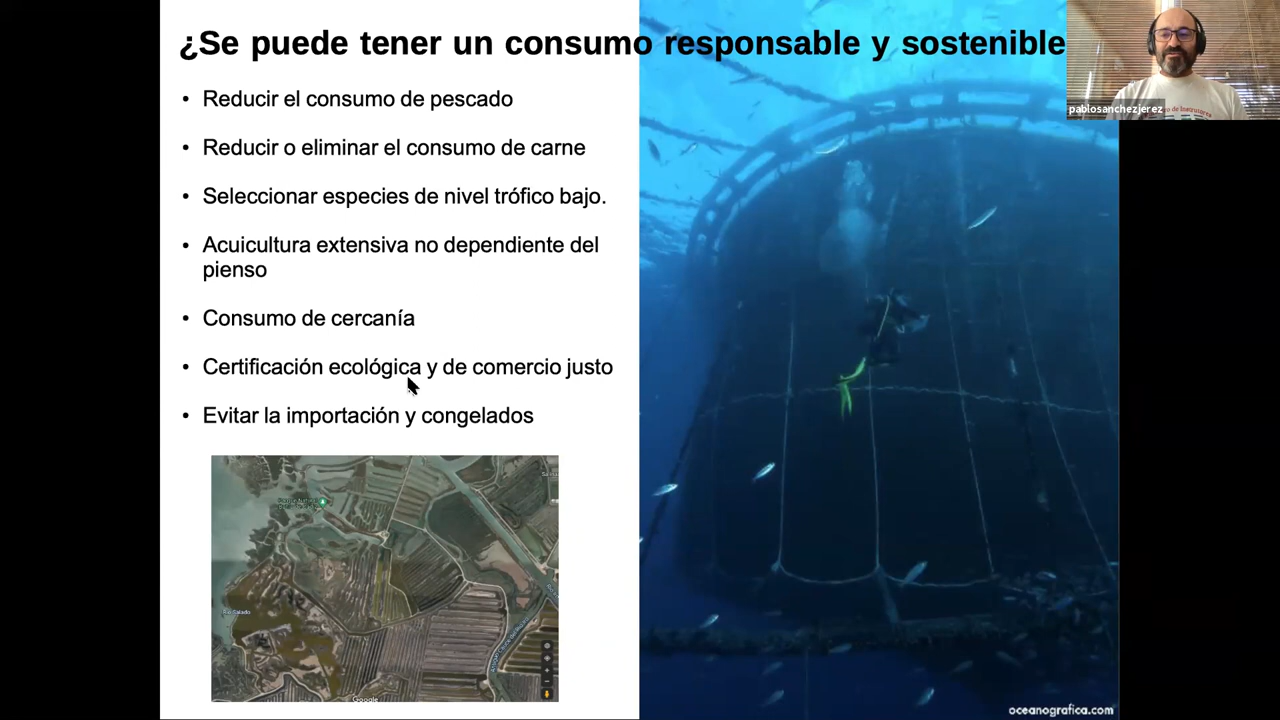 ¿Se puede tener un consumo responsable y sostenible
pablosanchezjerez
• Reducir el consumo de pescado
• Reducir o eliminar el consumo de carne
• Seleccionar especies de nivel trófico bajo.
• Acuicultura extensiva no dependiente del
pienso
• Consumo de cercanía
• Certificación ecológica y de comercio justo
• Evitar la importación y congelados
Río Salado
Google
oceanografica.com